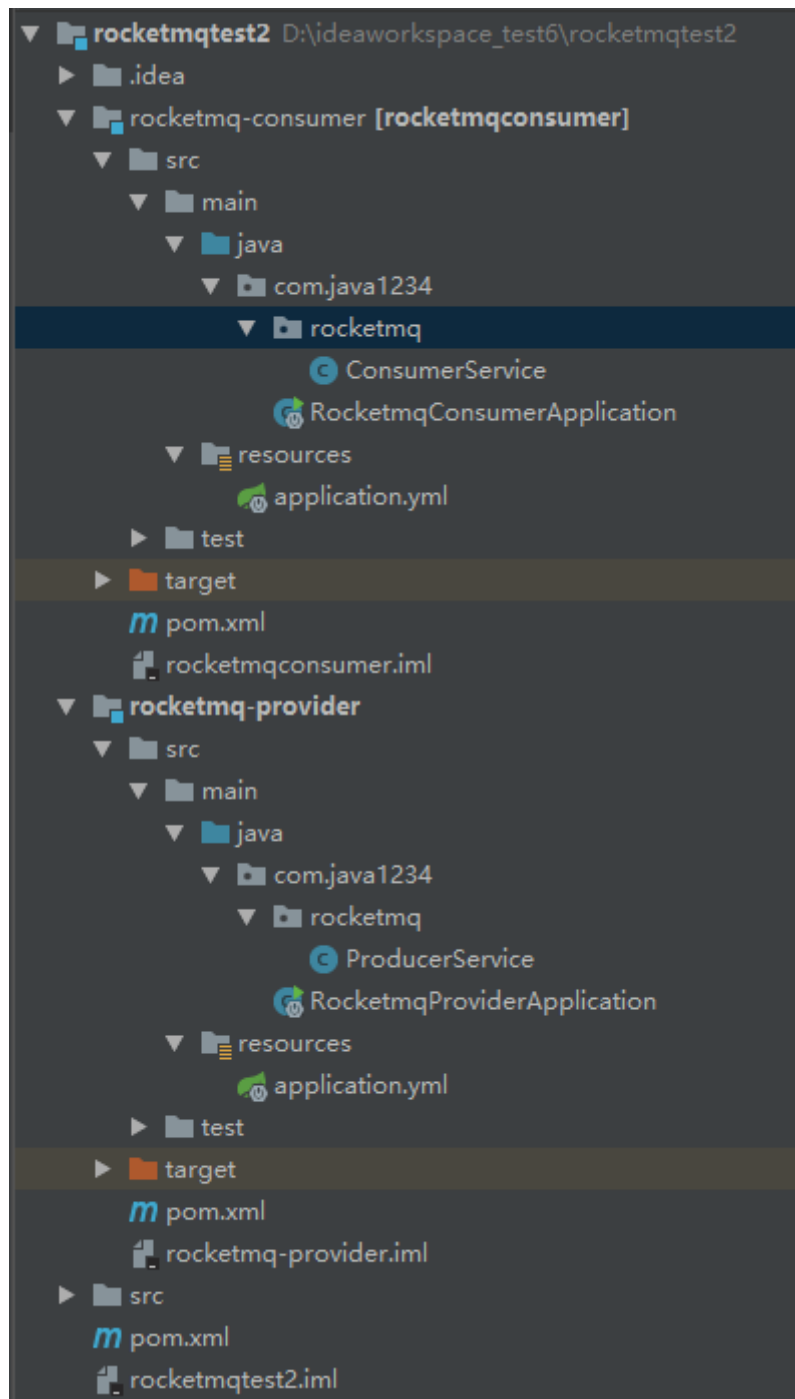 rocketmqtest2 D:\ideaworkspace_test6\rocketmqtest2
.idea
rocketmq-consumer [rocketmqconsumer]
src
main
java
com.java1234
rocketmq
ConsumerService
RocketmqConsumerApplication
resources
application.yml
test
target
pom.xml
rocketmqconsumer.iml
rocketmq-provider
src
main
java
com.java1234
rocketmq
ProducerService
RocketmqProviderApplication
resources
application.yml
test
target
pom.xml
rocketmq-provider.iml
src
pom.xml
rocketmqtest2.iml